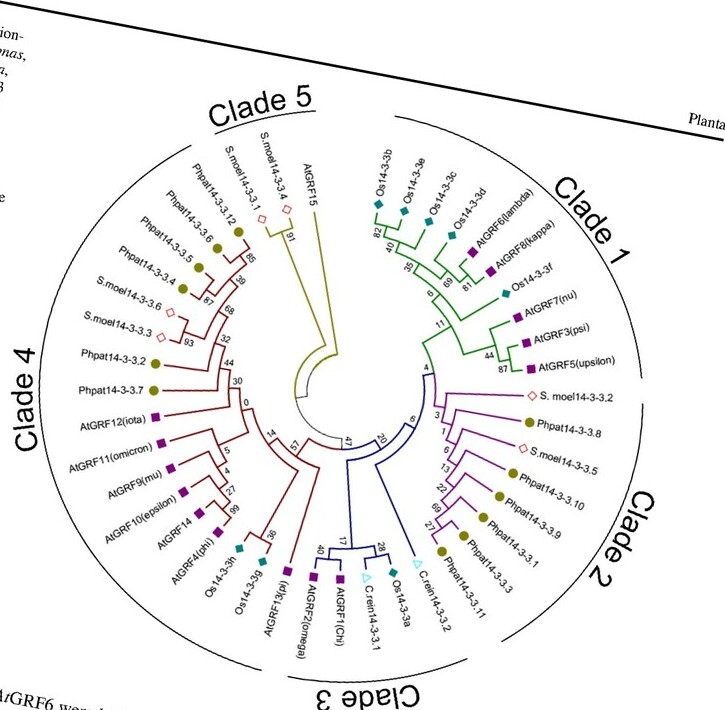 ion-
mas,
a,
3
Planta
e
Clade 5
Clade 1
Clade 2
Clade 3
Clade 4
AtGRF15
S.moel14-3-3.4
S.moel14-3-3.1
Os14-3-3b
Os14-3-3e
Os14-3-3c
Os14-3-3d
AtGRF6(lambda)
AtGRF8(kappa)
Os14-3-3f
AtGRF7(nu)
AtGRF3(psi)
AtGRF5(upsilon)
S. moel14-3-3.2
Phpat14-3-3.8
S.moel14-3-3.5
Phpat14-3-3.10
Phpat14-3-3.9
Phpat14-3-3.1
Phpat14-3-3.3
Phpat14-3-3.11
C.rein14-3-3.2
Os14-3-3a
C.rein14-3-3.1
AtGRF1(Chi)
AtGRF2(omega)
AtGRF13(pi)
Os14-3-3g
Os14-3-3h
AtGRF4(phi)
AtGRF14
AtGRF10(epsilon)
AtGRF9(mu)
AtGRF11(omicron)
AtGRF12(iota)
Phpat14-3-3.7
Phpat14-3-3.2
S.moel14-3-3.3
S.moel14-3-3.6
Phpat14-3-3.4
Phpat14-3-3.5
Phpat14-3-3.6
Phpat14-3-3.12
91
82
40
35
69
81
6
11
44
87
4
3
1
6
13
22
69
27
6
20
47
28
17
40
57
14
36
0
5
4
27
99
30
44
32
68
93
39
87
85
AtGRF6 were